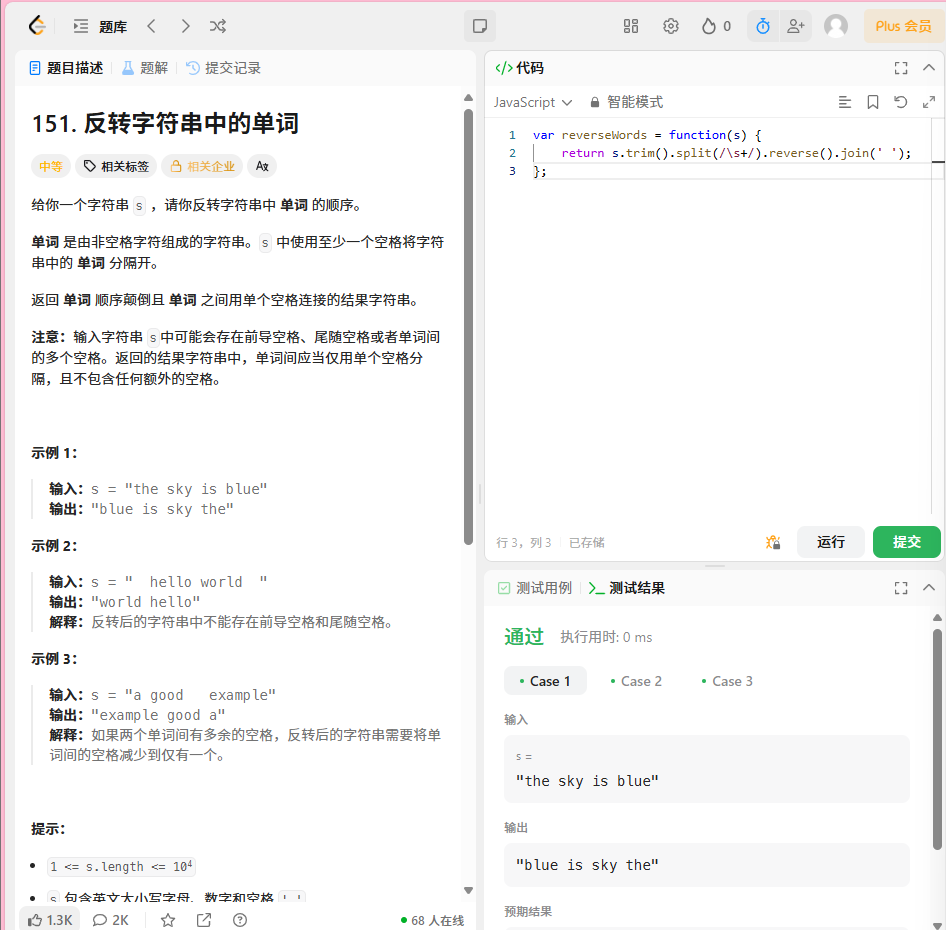 题库
0
Plus 会员
题目描述
题解
提交记录
151. 反转字符串中的单词
中等
相关标签
相关企业
给你一个字符串 s ，请你反转字符串中 单词 的顺序。
单词 是由非空格字符组成的字符串。s 中使用至少一个空格将字符
串中的 单词 分隔开。
返回 单词 顺序颠倒且 单词 之间用单个空格连接的结果字符串。
注意：输入字符串 s中可能会存在前导空格、尾随空格或者单词间
的多个空格。返回的结果字符串中，单词间应当仅用单个空格分
隔，且不包含任何额外的空格。
示例 1：
输入：s = "the sky is blue"
输出："blue is sky the"
示例 2：
输入：s = "  hello world  "
输出："world hello"
解释：反转后的字符串中不能存在前导空格和尾随空格。
示例 3：
输入：s = "a good   example"
输出："example good a"
解释：如果两个单词间有多余的空格，反转后的字符串需要将单
词间的空格减少到仅有一个。
提示：
1 <= s.length <= 10⁴
s 包含英文大小写字母、数字和空格 ' '
1.3K
2K
68 人在线
代码
JavaScript
智能模式
1 var reverseWords = function(s) {
2     return s.trim().split(/\s+/).reverse().join(' ');
3 };
行 3，列 3
已存储
运行
提交
测试用例
测试结果
通过
执行用时: 0 ms
Case 1
Case 2
Case 3
输入
s =
"the sky is blue"
输出
"blue is sky the"
预期结果